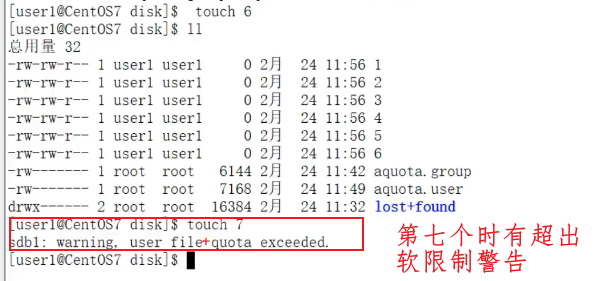 [user1@CentOS7 disk]$ touch 6
[user1@CentOS7 disk]$ ll
总用量 32
-rw-rw-r-- 1 user1 user1 0 2月 24 11:56 1
-rw-rw-r-- 1 user1 user1 0 2月 24 11:56 2
-rw-rw-r-- 1 user1 user1 0 2月 24 11:56 3
-rw-rw-r-- 1 user1 user1 0 2月 24 11:56 4
-rw-rw-r-- 1 user1 user1 0 2月 24 11:56 5
-rw-rw-r-- 1 user1 user1 0 2月 24 11:56 6
-rw------- 1 root root 6144 2月 24 11:42 aquota.group
-rw------- 1 root root 7168 2月 24 11:49 aquota.user
drwx------ 2 root root 16384 2月 24 11:32 lost+found
[user1@CentOS7 disk]$ touch 7
sdb1: warning, user file+quota exceeded.
[user1@CentOS7 disk]$
第七个时有超出
软限制警告